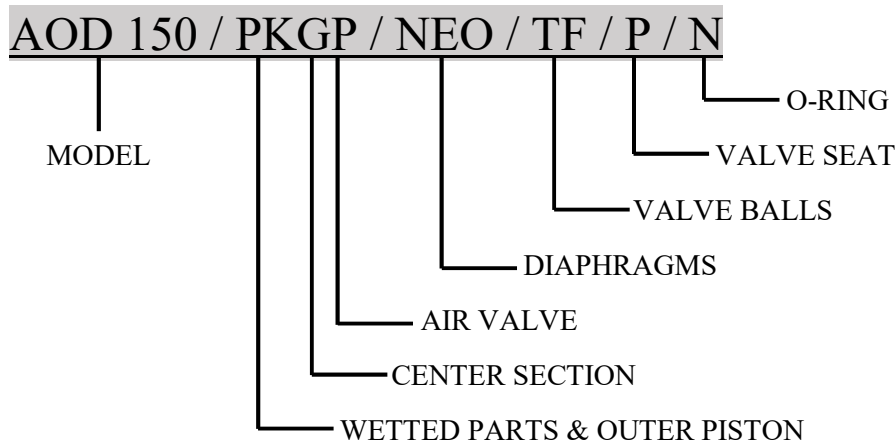 AOD 150 / PKGP / NEO / TF / P / N
O-RING
MODEL
VALVE SEAT
VALVE BALLS
DIAPHRAGMS
AIR VALVE
CENTER SECTION
WETTED PARTS & OUTER PISTON